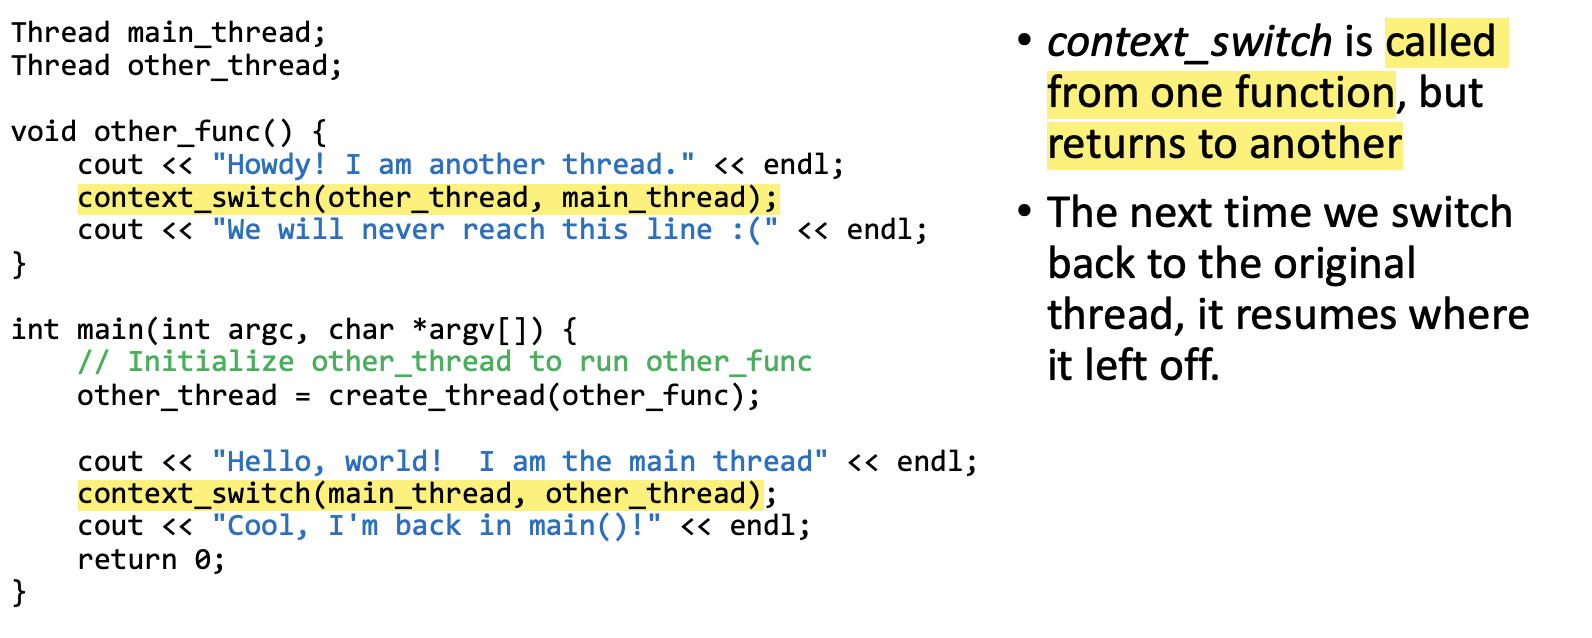 Thread main_thread;
Thread other_thread;
void other_func() {
    cout << "Howdy! I am another thread." << endl;
    context_switch(other_thread, main_thread);
    cout << "We will never reach this line :(" << endl;
}
int main(int argc, char *argv[]) {
    // Initialize other_thread to run other_func
    other_thread = create_thread(other_func);
    cout << "Hello, world!  I am the main thread" << endl;
    context_switch(main_thread, other_thread);
    cout << "Cool, I'm back in main()!" << endl;
    return 0;
}
• context_switch is called
from one function, but
returns to another
• The next time we switch
back to the original
thread, it resumes where
it left off.